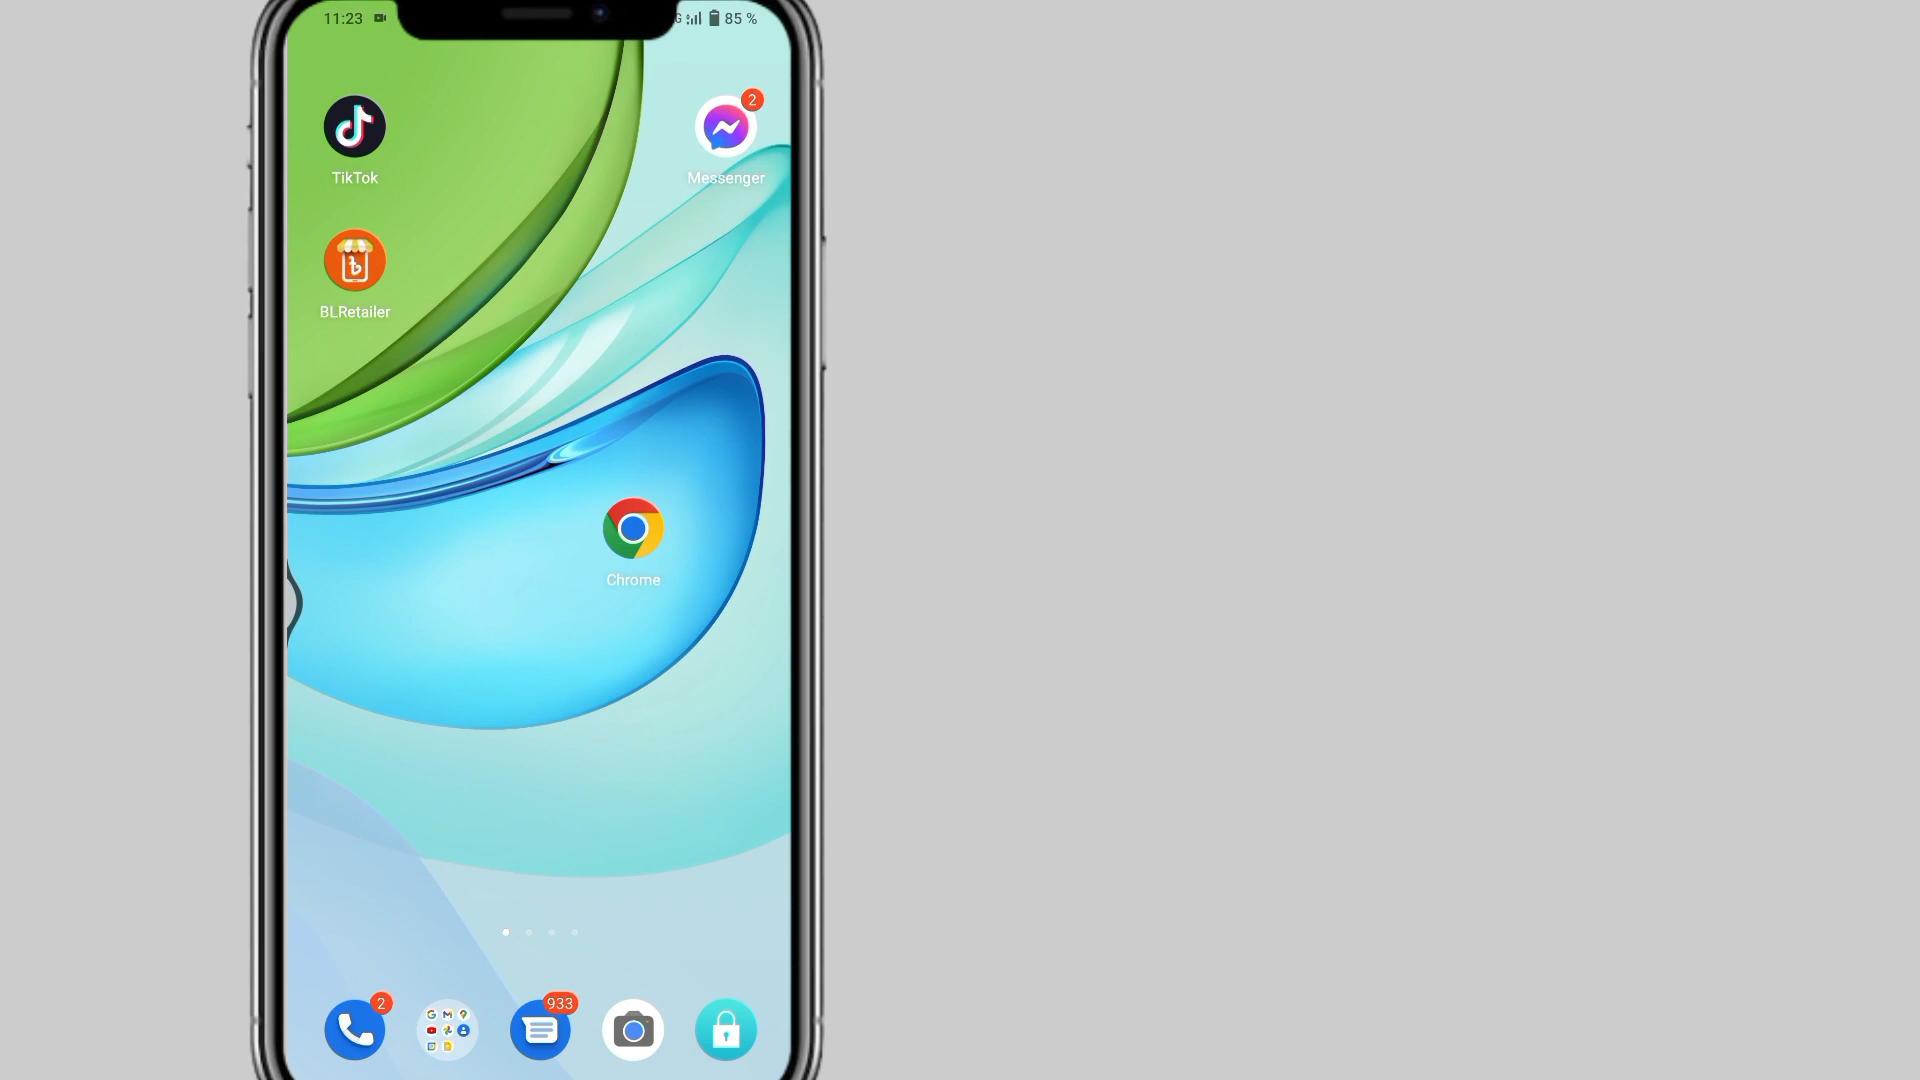 11:23
85 %
2
TikTok
Messenger
BLRetailer
Chrome
2
933